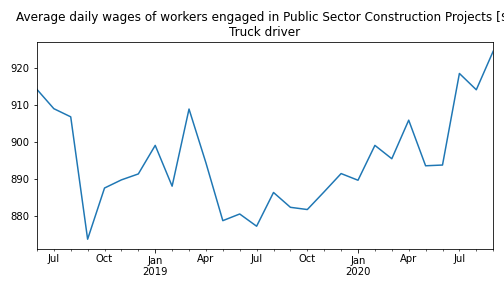 Average daily wages of workers engaged in Public Sector Construction Projects [s
Truck driver
920
910
900
890
880
Jul
Oct
Jan
2019
Apr
Jul
Oct
Jan
2020
Apr
Jul